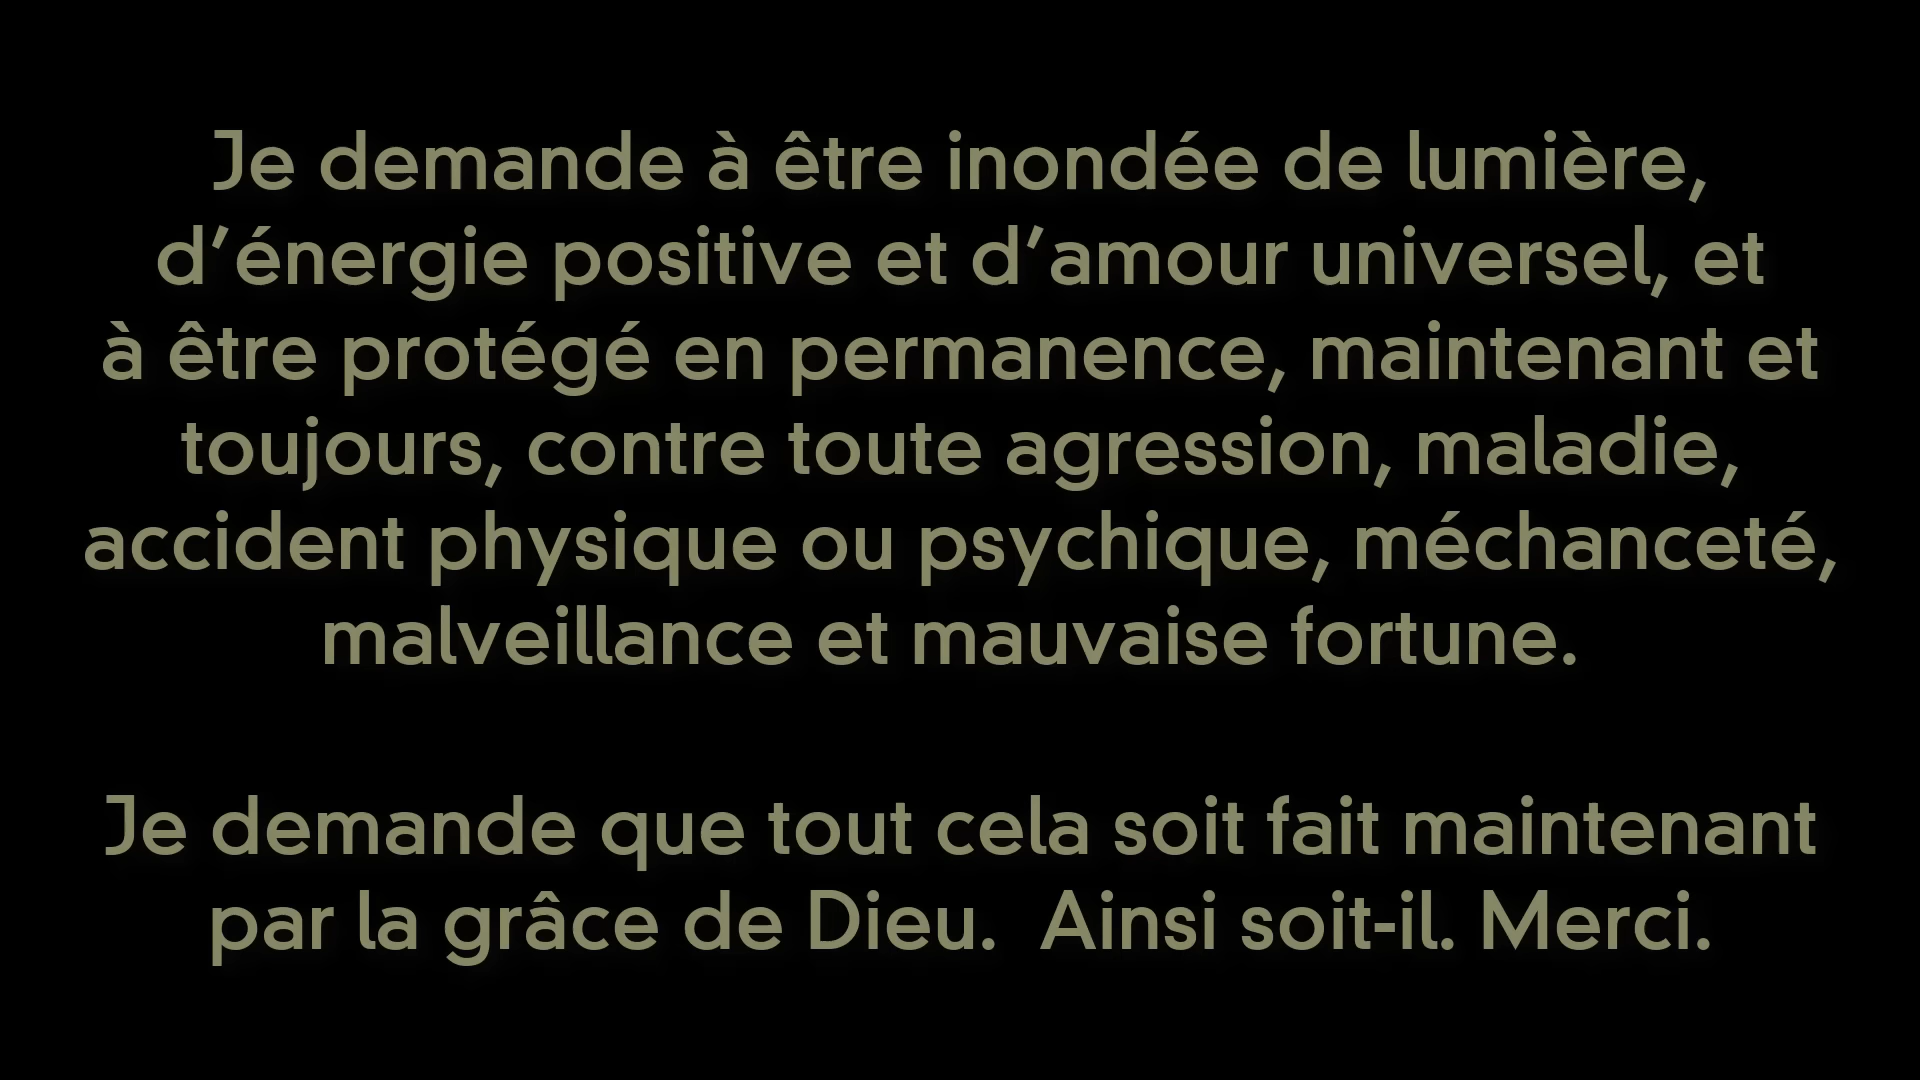 Je demande à être inondée de lumière,
d’énergie positive et d’amour universel, et
à être protégé en permanence, maintenant et
toujours, contre toute agression, maladie,
accident physique ou psychique, méchanceté,
malveillance et mauvaise fortune.
Je demande que tout cela soit fait maintenant
par la grâce de Dieu.  Ainsi soit-il. Merci.